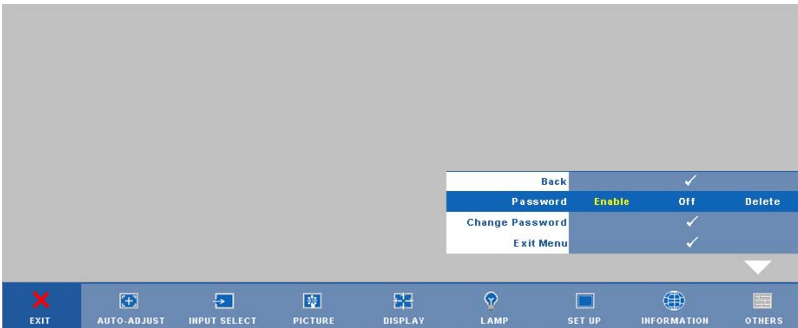 Back
Password Enable Off Delete
Change Password
Exit Menu
EXIT AUTO-ADJUST INPUT SELECT PICTURE DISPLAY LAMP SET UP INFORMATION OTHERS